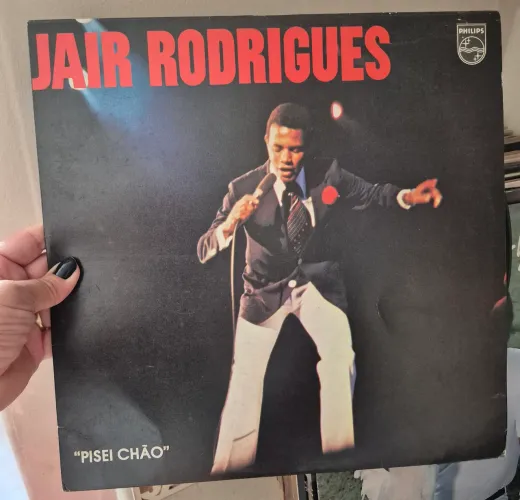 JAIR RODRIGUES
PHILIPS
"PISEI CHÃO"